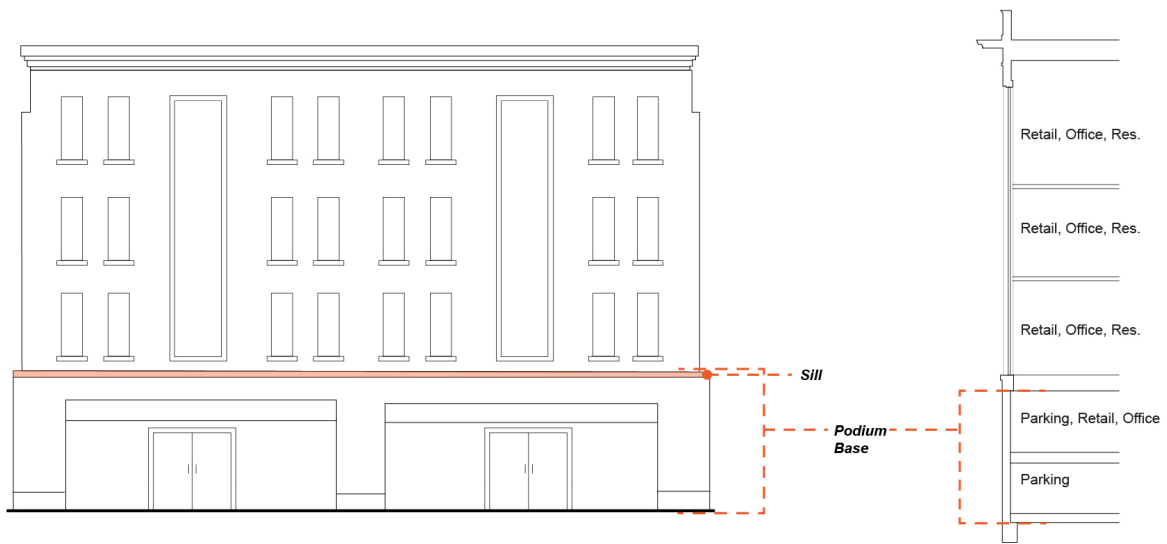 Retail, Office, Res.
Retail, Office, Res.
Retail, Office, Res.
Sill
Parking, Retail, Office
Podium
Base
Parking